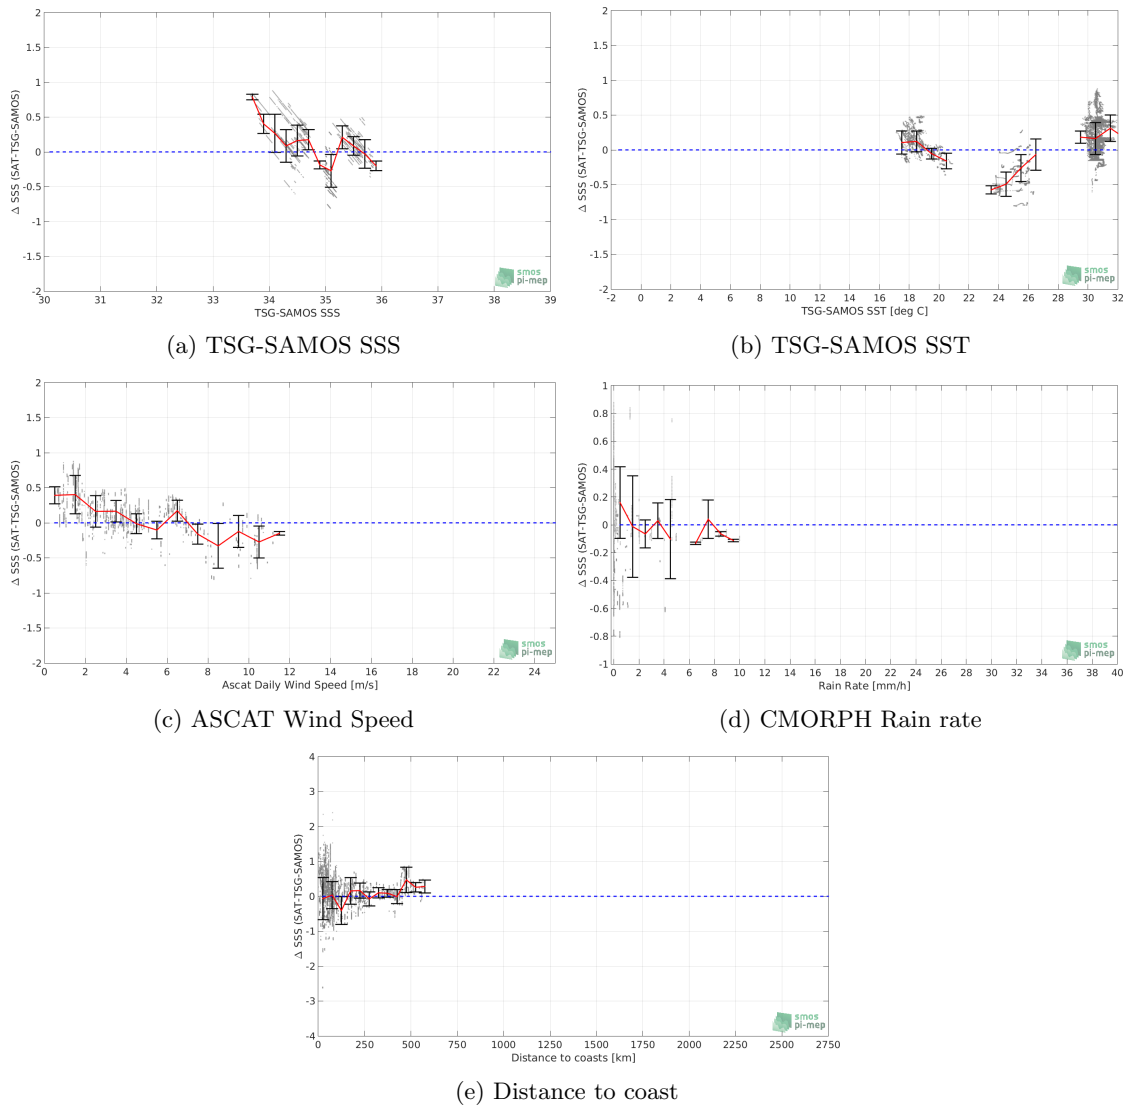 2
1.5
1
0.5
0
-0.5
-1
-1.5
-2
Δ SSS (SAT-TSG-SAMOS)
30 31 32 33 34 35 36 37 38 39
TSG-SAMOS SSS
smos
pi-mep
(a) TSG-SAMOS SSS
2
1.5
1
0.5
0
-0.5
-1
-1.5
-2
Δ SSS (SAT-TSG-SAMOS)
-2 0 2 4 6 8 10 12 14 16 18 20 22 24 26 28 30 32
TSG-SAMOS SST [deg C]
smos
pi-mep
(b) TSG-SAMOS SST
2
1.5
1
0.5
0
-0.5
-1
-1.5
-2
Δ SSS (SAT-TSG-SAMOS)
0 2 4 6 8 10 12 14 16 18 20 22 24
Ascat Daily Wind Speed [m/s]
smos
pi-mep
(c) ASCAT Wind Speed
1
0.8
0.6
0.4
0.2
0
-0.2
-0.4
-0.6
-0.8
-1
Δ SSS (SAT-TSG-SAMOS)
0 2 4 6 8 10 12 14 16 18 20 22 24 26 28 30 32 34 36 38 40
Rain Rate [mm/h]
smos
pi-mep
(d) CMORPH Rain rate
4
3
2
1
0
-1
-2
-3
-4
Δ SSS (SAT-TSG-SAMOS)
0 250 500 750 1000 1250 1500 1750 2000 2250 2500 2750
Distance to coasts [km]
smos
pi-mep
(e) Distance to coast